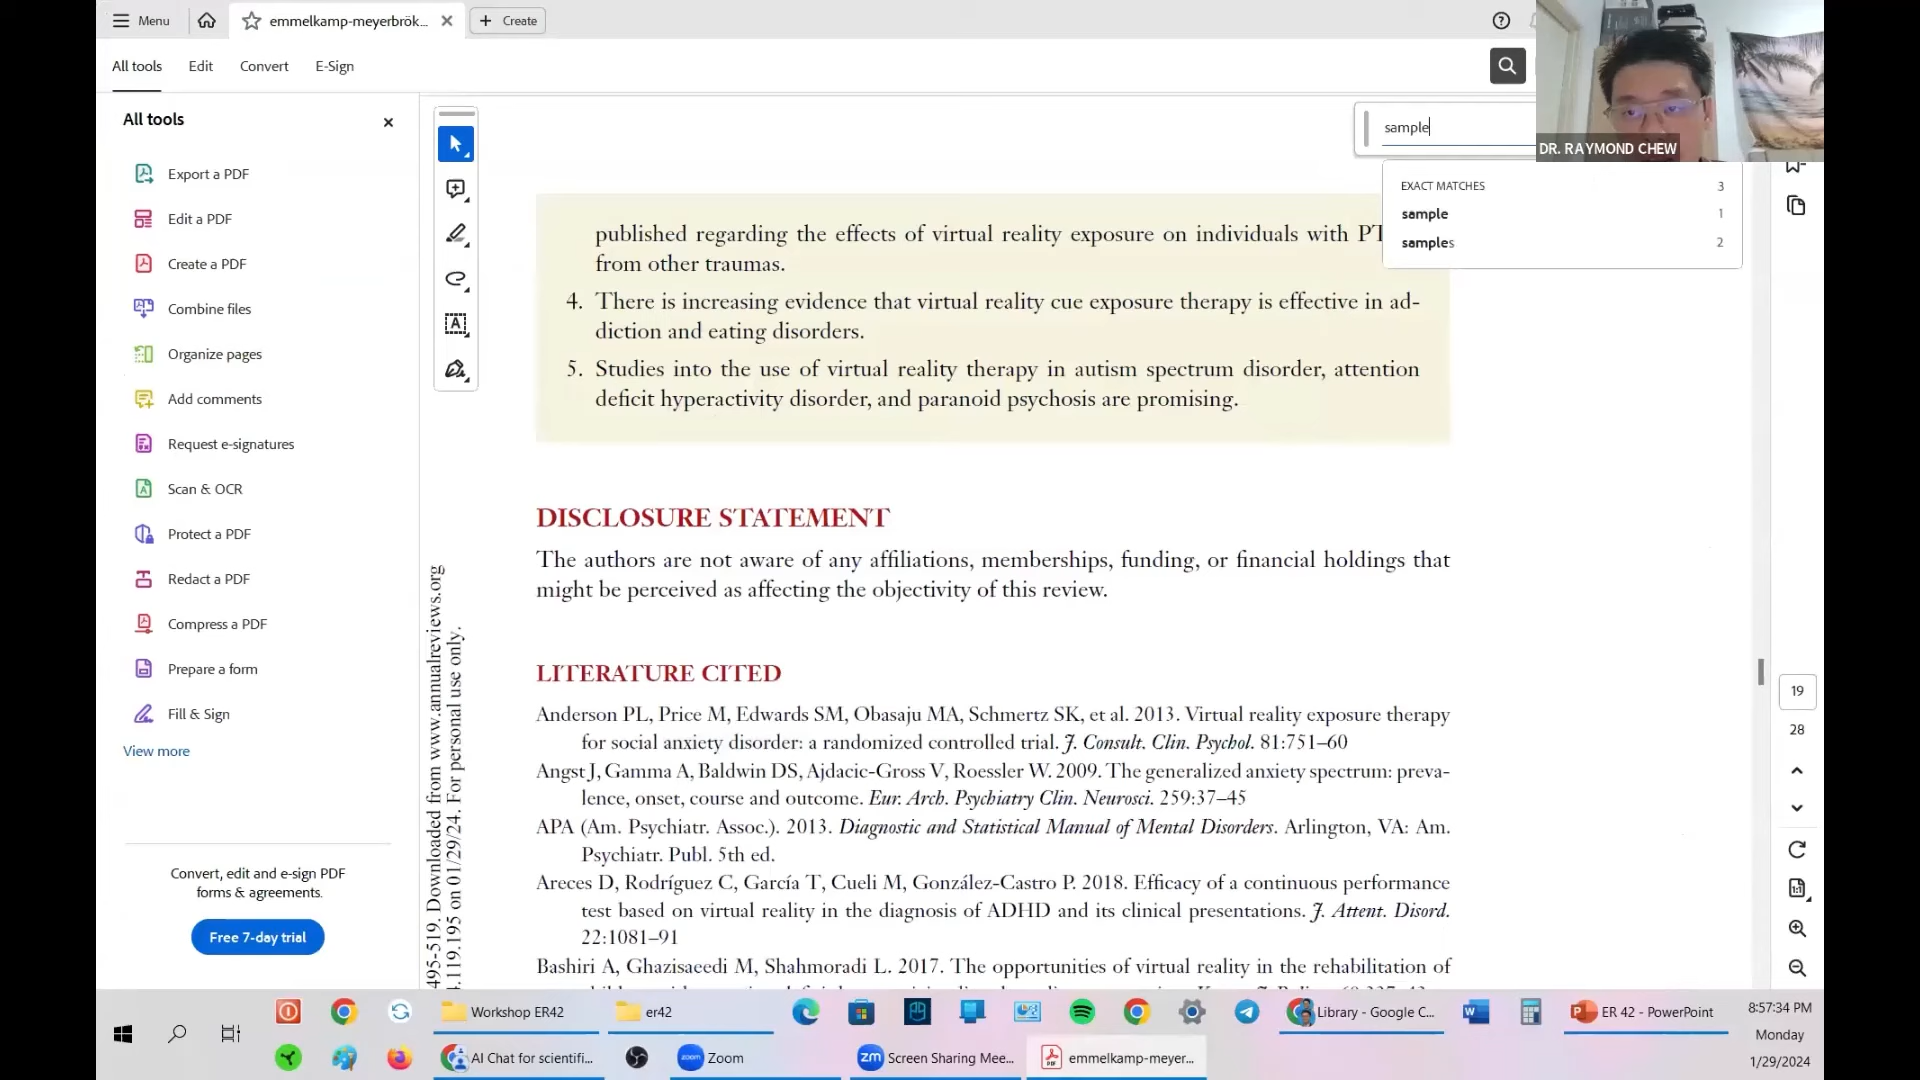 Menu
emmelkamp-meyerbrök...
Create
All tools
Edit
Convert
E-Sign
All tools
Export a PDF
Edit a PDF
Create a PDF
Combine files
Organize pages
Add comments
Request e-signatures
Scan & OCR
Protect a PDF
Redact a PDF
Compress a PDF
Prepare a form
Fill & Sign
View more
Convert, edit and e-sign PDF
forms & agreements.
Free 7-day trial
sample
EXACT MATCHES 3
sample 1
samples 2
DR. RAYMOND CHEW
published regarding the effects of virtual reality exposure on individuals with PT
from other traumas.
4. There is increasing evidence that virtual reality cue exposure therapy is effective in ad-
diction and eating disorders.
5. Studies into the use of virtual reality therapy in autism spectrum disorder, attention
deficit hyperactivity disorder, and paranoid psychosis are promising.
DISCLOSURE STATEMENT
The authors are not aware of any affiliations, memberships, funding, or financial holdings that
might be perceived as affecting the objectivity of this review.
LITERATURE CITED
Anderson PL, Price M, Edwards SM, Obasaju MA, Schmertz SK, et al. 2013. Virtual reality exposure therapy
for social anxiety disorder: a randomized controlled trial. J. Consult. Clin. Psychol. 81:751–60
Angst J, Gamma A, Baldwin DS, Ajdacic-Gross V, Roessler W. 2009. The generalized anxiety spectrum: preva-
lence, onset, course and outcome. Eur. Arch. Psychiatry Clin. Neurosci. 259:37–45
APA (Am. Psychiatr. Assoc.). 2013. Diagnostic and Statistical Manual of Mental Disorders. Arlington, VA: Am.
Psychiatr. Publ. 5th ed.
Areces D, Rodríguez C, García T, Cueli M, González-Castro P. 2018. Efficacy of a continuous performance
test based on virtual reality in the diagnosis of ADHD and its clinical presentations. J. Attent. Disord.
22:1081–91
Bashiri A, Ghazisaeedi M, Shahmoradi L. 2017. The opportunities of virtual reality in the rehabilitation of
495-519. Downloaded from www.annualreviews.org
4.119.195 on 01/29/24. For personal use only.
19
28
Workshop ER42
er42
Library - Google C...
ER 42 - PowerPoint
AI Chat for scientifi...
Zoom
Screen Sharing Mee...
emmelkamp-meyer...
8:57:34 PM
Monday
1/29/2024